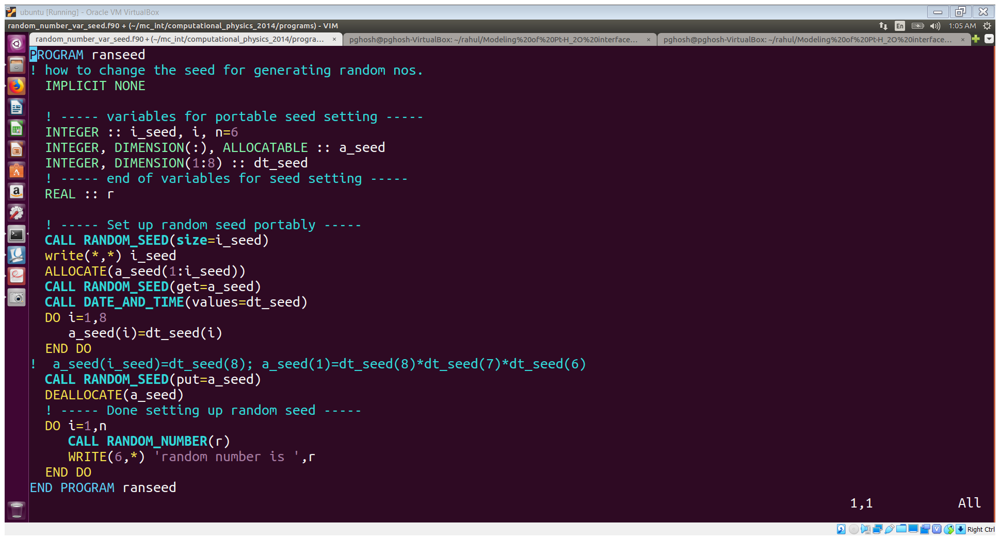 ubuntu [Running] - Oracle VM VirtualBox
random_number_var_seed.f90 + (~/mc_int/computational_physics_2014/programs) - VIM
En
1:05 AM
random_number_var_seed.f90 + (~/mc_int/computational_physics_2014/progra... ×
pghosh@pghosh-VirtualBox: ~/rahul/Modeling%20of%20Pt-H_2O%20interface... ×
pghosh@pghosh-VirtualBox: ~/rahul/Modeling%20of%20Pt-H_2O%20interface... ×
PROGRAM ranseed
! how to change the seed for generating random nos.
  IMPLICIT NONE

  ! ----- variables for portable seed setting -----
  INTEGER :: i_seed, i, n=6
  INTEGER, DIMENSION(:), ALLOCATABLE :: a_seed
  INTEGER, DIMENSION(1:8) :: dt_seed
  ! ----- end of variables for seed setting -----
  REAL :: r

  ! ----- Set up random seed portably -----
  CALL RANDOM_SEED(size=i_seed)
  write(*,*) i_seed
  ALLOCATE(a_seed(1:i_seed))
  CALL RANDOM_SEED(get=a_seed)
  CALL DATE_AND_TIME(values=dt_seed)
  DO i=1,8
     a_seed(i)=dt_seed(i)
  END DO
!  a_seed(i_seed)=dt_seed(8); a_seed(1)=dt_seed(8)*dt_seed(7)*dt_seed(6)
  CALL RANDOM_SEED(put=a_seed)
  DEALLOCATE(a_seed)
  ! ----- Done setting up random seed -----
  DO i=1,n
     CALL RANDOM_NUMBER(r)
     WRITE(6,*) 'random number is ',r
  END DO
END PROGRAM ranseed
1,1 All
Right Ctrl